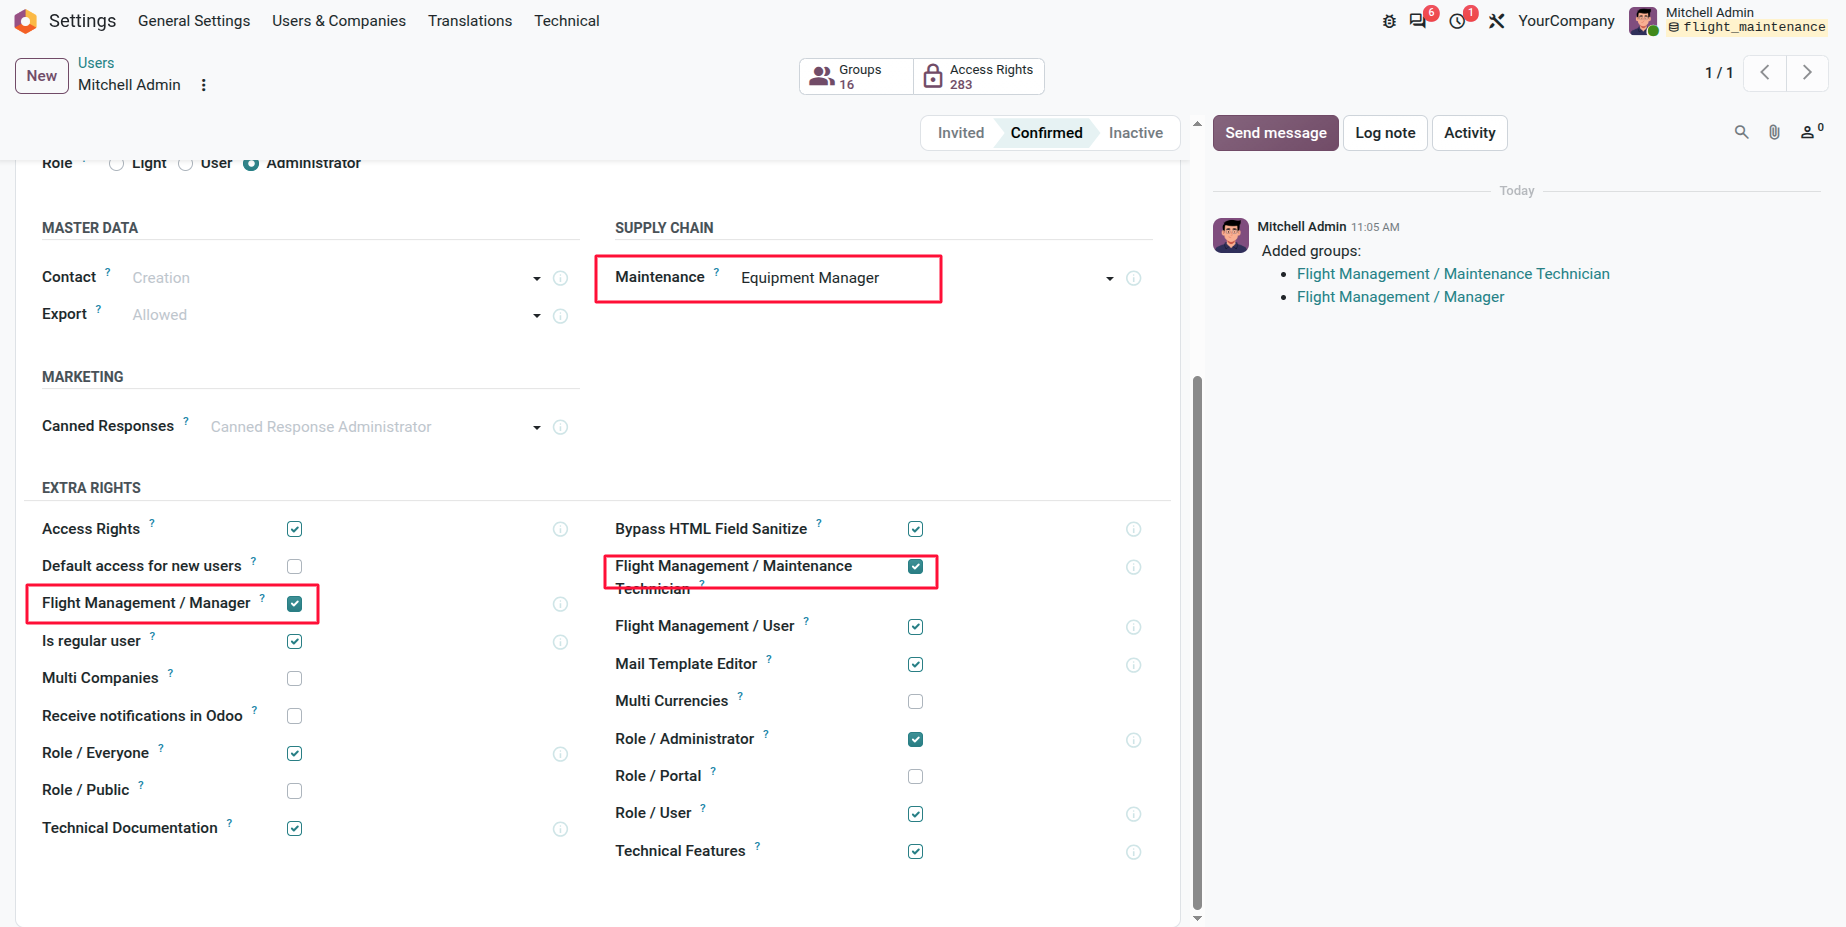 Settings General Settings Users & Companies Translations Technical 6 1 YourCompany Mitchell Admin
flight_maintenance
New Users
Mitchell Admin
Groups
16
Access Rights
283
1 / 1
Invited Confirmed Inactive
Send message Log note Activity 0
Role ? Light User Administrator
MASTER DATA
Contact ? Creation
Export ? Allowed
SUPPLY CHAIN
Maintenance ? Equipment Manager
MARKETING
Canned Responses ? Canned Response Administrator
EXTRA RIGHTS
Access Rights ?
Bypass HTML Field Sanitize ?
Default access for new users ?
Flight Management / Maintenance
Technician ?
Flight Management / Manager ?
Flight Management / User ?
Is regular user ?
Mail Template Editor ?
Multi Companies ?
Multi Currencies ?
Receive notifications in Odoo ?
Role / Administrator ?
Role / Everyone ?
Role / Portal ?
Role / Public ?
Role / User ?
Technical Documentation ?
Technical Features ?
Today
Mitchell Admin 11:05 AM
Added groups:
• Flight Management / Maintenance Technician
• Flight Management / Manager